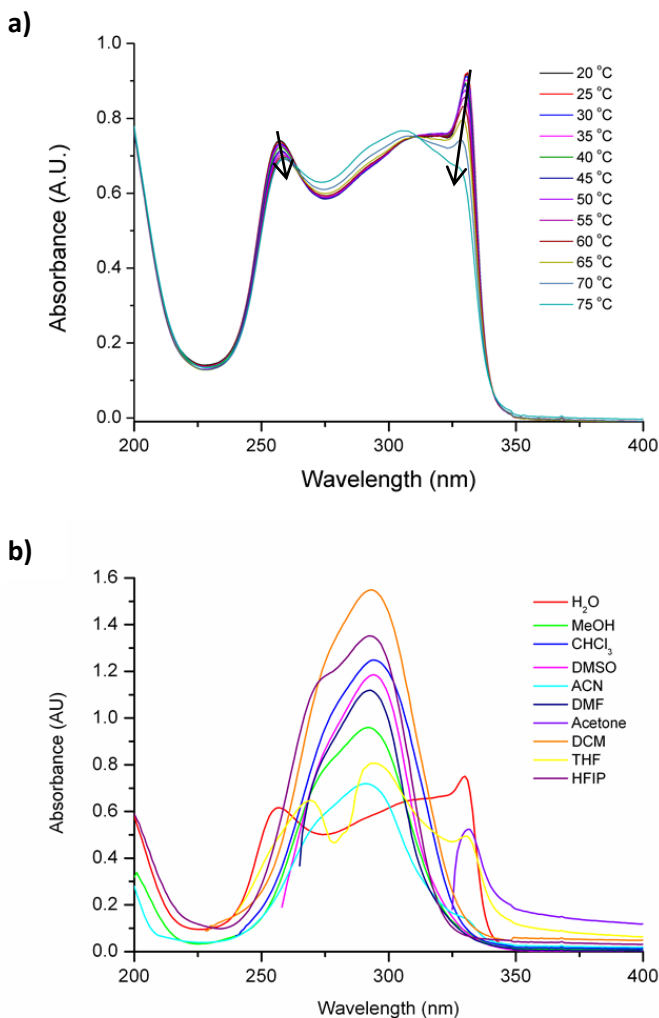 a)
1.0
0.8
0.6
0.4
0.2
0.0
200 250 300 350 400
Absorbance (A.U.)
Wavelength (nm)
20 °C
25 °C
30 °C
35 °C
40 °C
45 °C
50 °C
55 °C
60 °C
65 °C
70 °C
75 °C
b)
1.6
1.4
1.2
1.0
0.8
0.6
0.4
0.2
0.0
200 250 300 350 400
Absorbance (AU)
Wavelength (nm)
H₂O
MeOH
CHCl₃
DMSO
ACN
DMF
Acetone
DCM
THF
HFIP